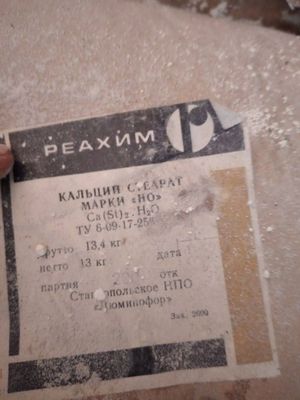 РЕАХИМ
КАЛЬЦИЙ СТЕАРАТ
МАРКИ «НО»
Ca(St)₂·H₂O
ТУ 6-09-17-25
брутто 13,4 кг дата
нетто 13 кг
партия отк
Ставропольское НПО
«Люминофор»
Зак. 2600